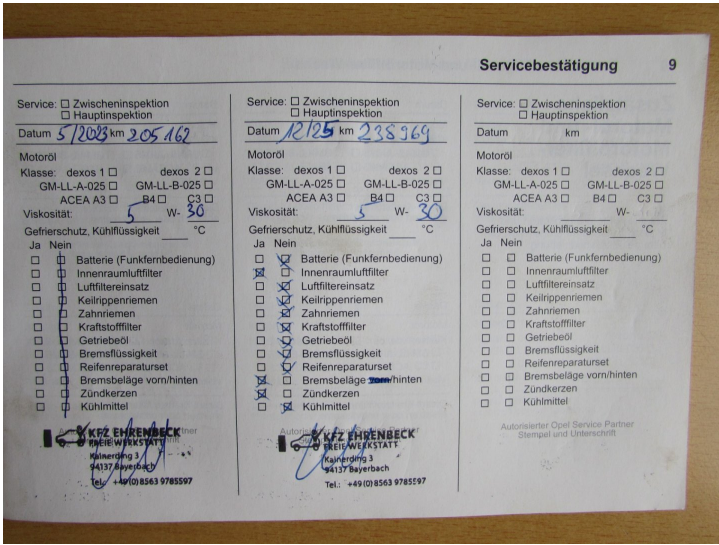 Servicebestätigung 9
Service: ☐ Zwischeninspektion
☐ Hauptinspektion
Datum 5/2023 km 205 162
Motoröl
Klasse: dexos 1 ☐ dexos 2 ☐
GM-LL-A-025 ☐ GM-LL-B-025 ☐
ACEA A3 ☐ B4 ☐ C3 ☐
Viskosität: 5 W- 30
Gefrierschutz, Kühlflüssigkeit ____ °C
Ja Nein
Batterie (Funkfernbedienung)
Innenraumluftfilter
Luftfiltereinsatz
Keilrippenriemen
Zahnriemen
Kraftstofffilter
Getriebeöl
Bremsflüssigkeit
Reifenreparaturset
Bremsbeläge vorn/hinten
Zündkerzen
Kühlmittel
KFZ EHRENBECK
FREIE WERKSTATT
Kainerding 3
94137 Bayerbach
Tel.: +49(0)8563 9785597
Service: ☐ Zwischeninspektion
☐ Hauptinspektion
Datum 12/25 km 238969
Motoröl
Klasse: dexos 1 ☐ dexos 2 ☐
GM-LL-A-025 ☐ GM-LL-B-025 ☐
ACEA A3 ☐ B4 ☐ C3 ☐
Viskosität: 5 W- 30
Gefrierschutz, Kühlflüssigkeit ____ °C
Ja Nein
Batterie (Funkfernbedienung)
Innenraumluftfilter
Luftfiltereinsatz
Keilrippenriemen
Zahnriemen
Kraftstofffilter
Getriebeöl
Bremsflüssigkeit
Reifenreparaturset
Bremsbeläge vorn/hinten
Zündkerzen
Kühlmittel
KFZ EHRENBECK
FREIE WERKSTATT
Kainerding 3
94137 Bayerbach
Tel.: +49(0)8563 9785597
Service: ☐ Zwischeninspektion
☐ Hauptinspektion
Datum km
Motoröl
Klasse: dexos 1 ☐ dexos 2 ☐
GM-LL-A-025 ☐ GM-LL-B-025 ☐
ACEA A3 ☐ B4 ☐ C3 ☐
Viskosität: W-
Gefrierschutz, Kühlflüssigkeit ____ °C
Ja Nein
Batterie (Funkfernbedienung)
Innenraumluftfilter
Luftfiltereinsatz
Keilrippenriemen
Zahnriemen
Kraftstofffilter
Getriebeöl
Bremsflüssigkeit
Reifenreparaturset
Bremsbeläge vorn/hinten
Zündkerzen
Kühlmittel
Autorisierter Opel Service Partner
Stempel und Unterschrift